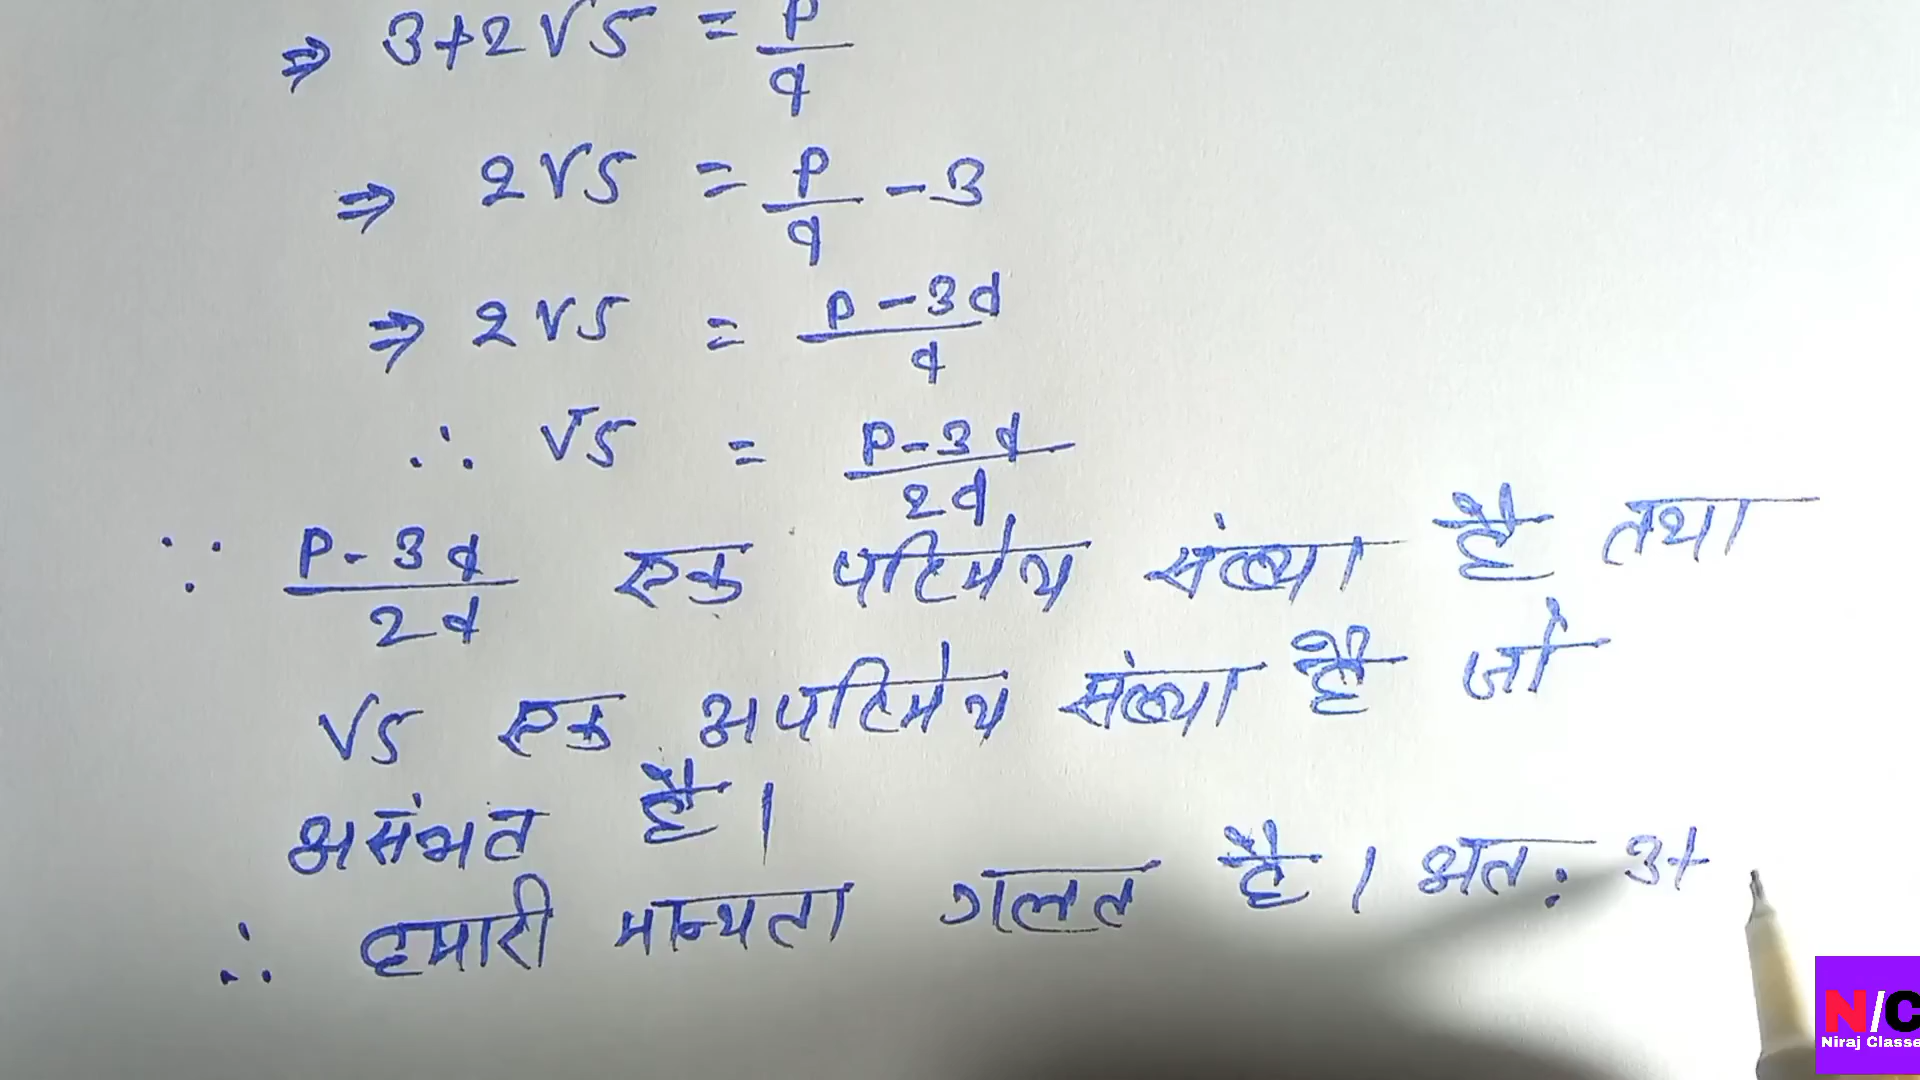 ⇒ 3+2√5 = p/q
⇒ 2√5 = p/q - 3
⇒ 2√5 = p-3q/q
∴ √5 = p-3q/2q
∵ p-3q/2q एक परिमेय संख्या है तथा
√5 एक अपरिमेय संख्या है जो
असंभव है।
∴ हमारी मान्यता गलत है। अतः 3+
N/C
Niraj Classe